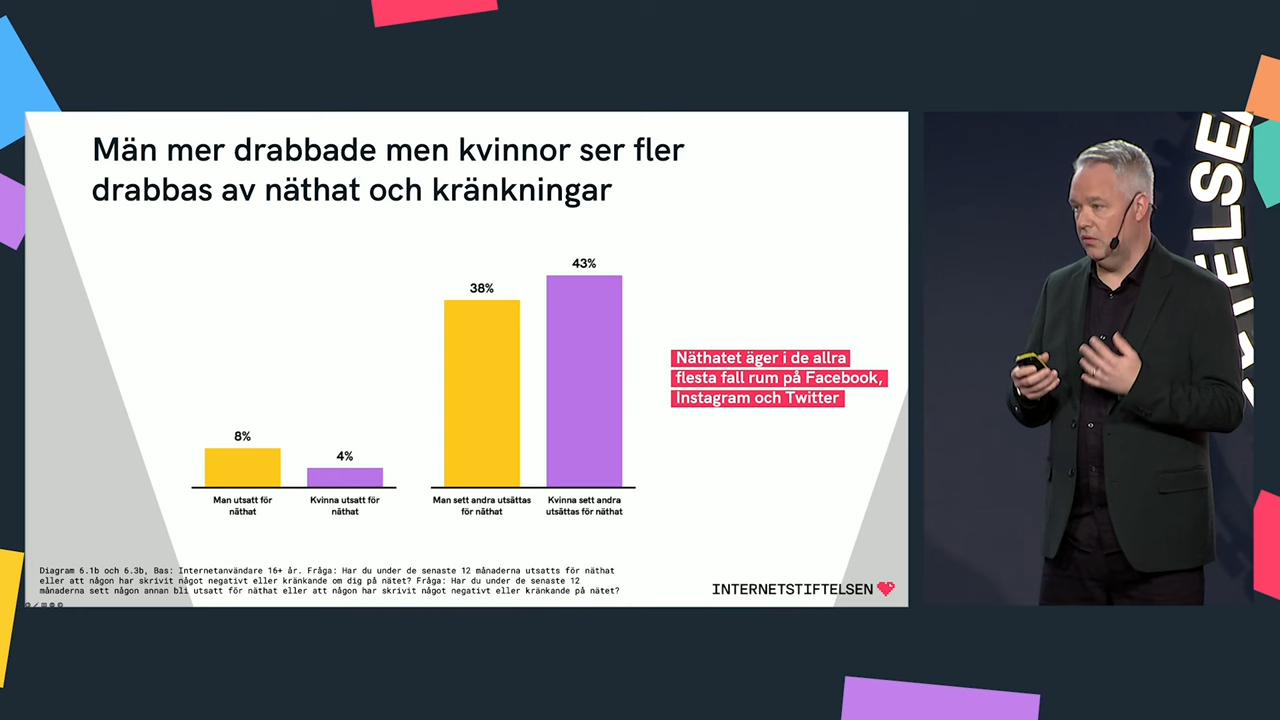 Män mer drabbade men kvinnor ser fler
drabbas av näthat och kränkningar
43%
38%
8%
4%
Man utsatt för
näthat
Kvinna utsatt för
näthat
Man sett andra utsättas
för näthat
Kvinna sett andra
utsättas för näthat
Näthatet äger i de allra
flesta fall rum på Facebook,
Instagram och Twitter
Diagram 6.1b och 6.3b, Bas: Internetanvändare 16+ år. Fråga: Har du under de senaste 12 månaderna utsatts för näthat
eller att någon har skrivit något negativt eller kränkande om dig på nätet? Fråga: Har du under de senaste 12
månaderna sett någon annan bli utsatt för näthat eller att någon har skrivit något negativt eller kränkande på nätet?
INTERNETSTIFTELSEN